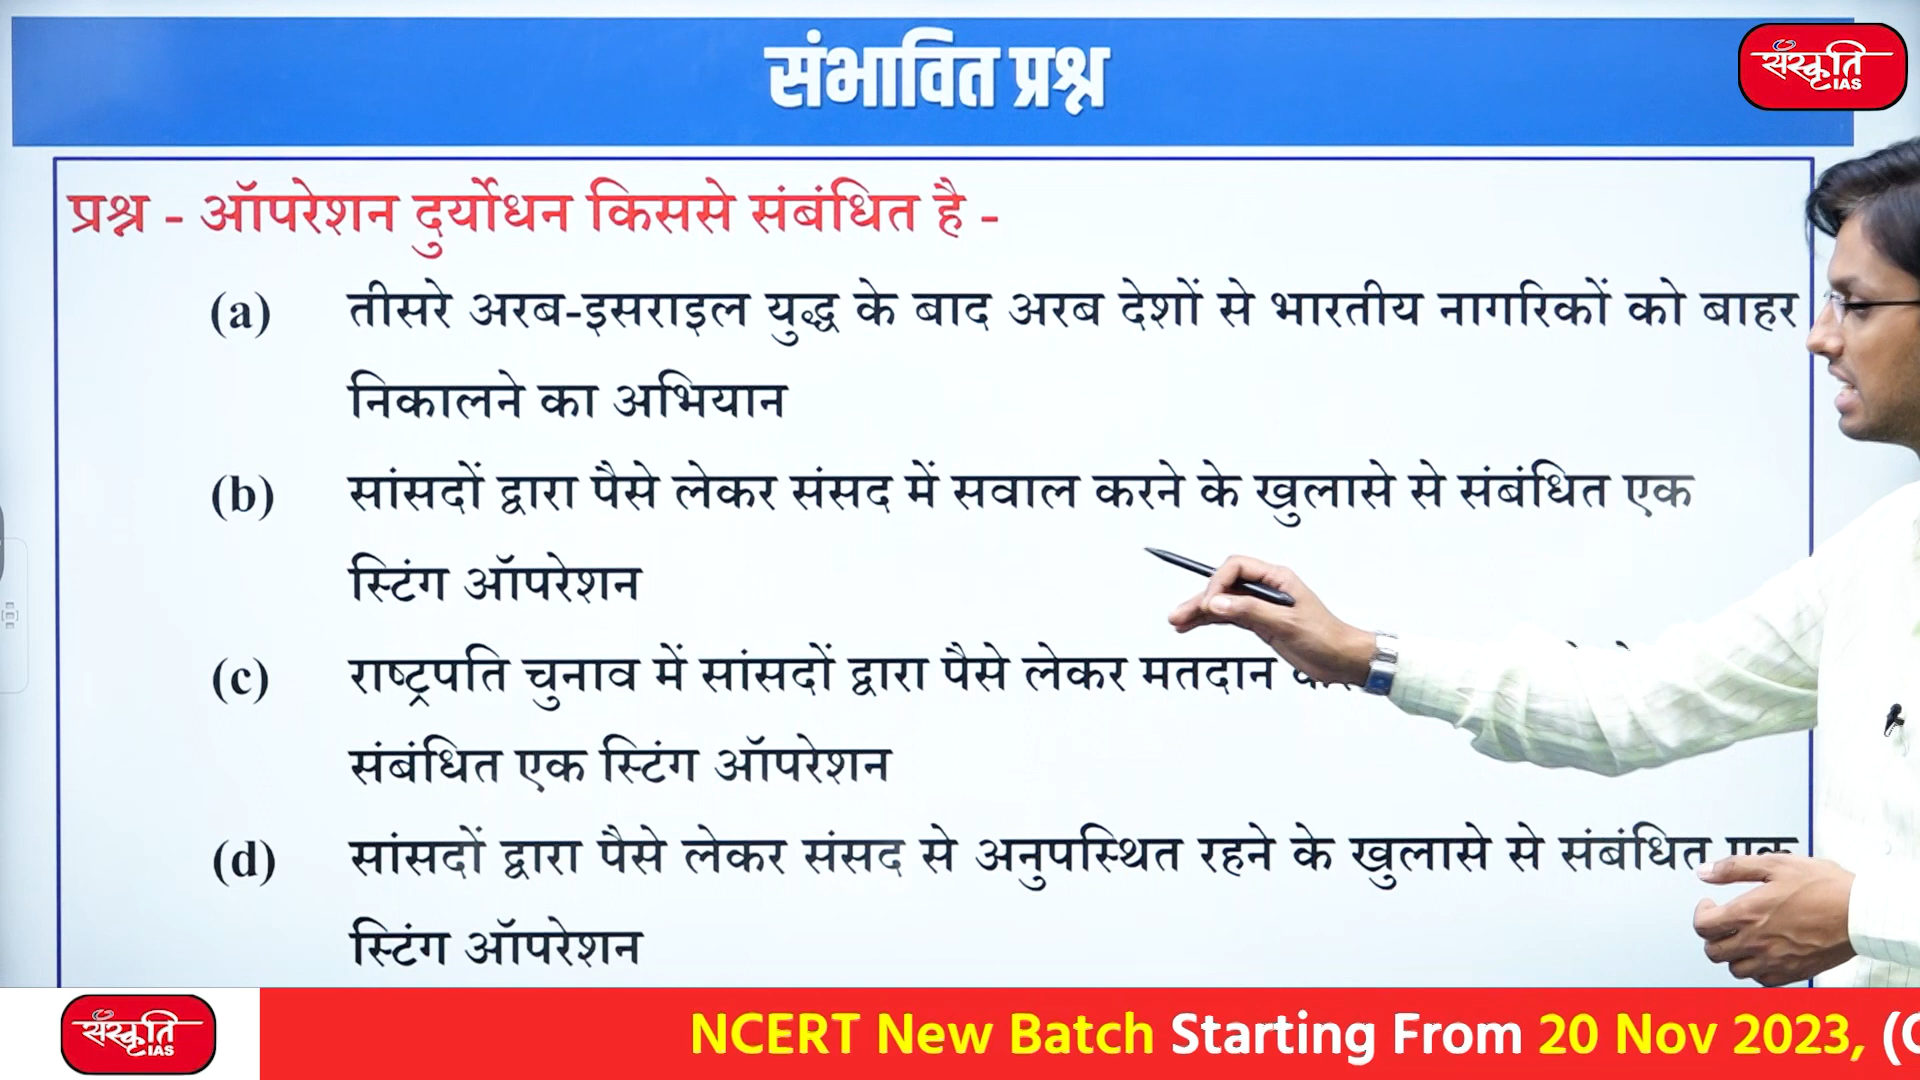 संभावित प्रश्न
संस्कृति
IAS
प्रश्न - ऑपरेशन दुर्योधन किससे संबंधित है -
(a) तीसरे अरब-इसराइल युद्ध के बाद अरब देशों से भारतीय नागरिकों को बाहर
निकालने का अभियान
(b) सांसदों द्वारा पैसे लेकर संसद में सवाल करने के खुलासे से संबंधित एक
स्टिंग ऑपरेशन
(c) राष्ट्रपति चुनाव में सांसदों द्वारा पैसे लेकर मतदान
संबंधित एक स्टिंग ऑपरेशन
(d) सांसदों द्वारा पैसे लेकर संसद से अनुपस्थित रहने के खुलासे से संबंधित एक
स्टिंग ऑपरेशन
संस्कृति
IAS
NCERT New Batch Starting From 20 Nov 2023,